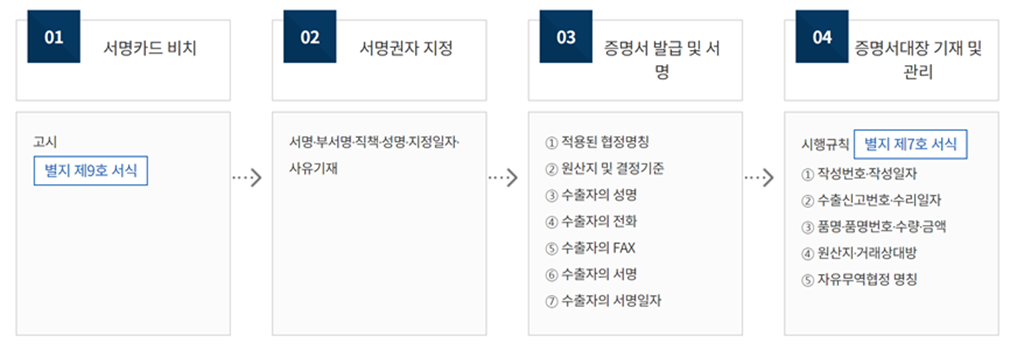 01
서명카드 비치
고시
별지 제9호 서식
02
서명권자 지정
서명·부서명·직책·성명·지정일자·
사유기재
03
증명서 발급 및 서
명
① 적용된 협정명칭
② 원산지 및 결정기준
③ 수출자의 성명
④ 수출자의 전화
⑤ 수출자의 FAX
⑥ 수출자의 서명
⑦ 수출자의 서명일자
04
증명서대장 기재 및
관리
시행규칙 별지 제7호 서식
① 작성번호·작성일자
② 수출신고번호·수리일자
③ 품명·품명번호·수량·금액
④ 원산지·거래상대방
⑤ 자유무역협정 명칭